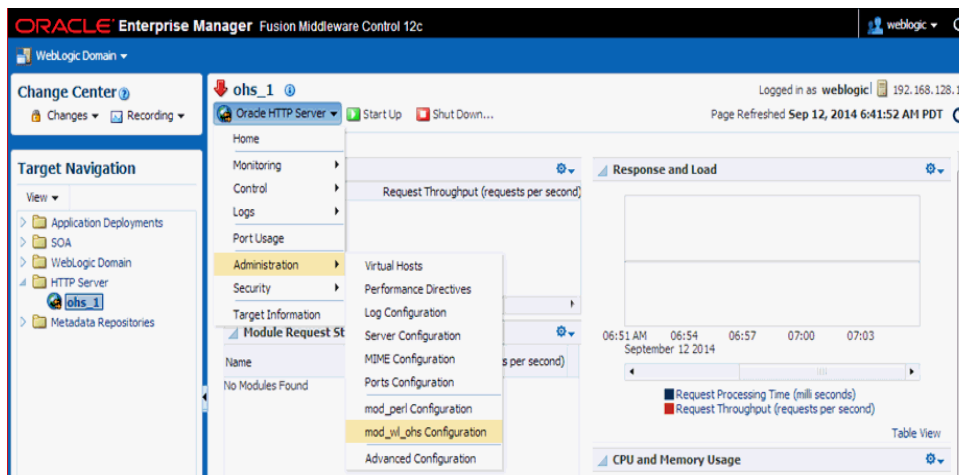 ORACLE Enterprise Manager Fusion Middleware Control 12c
weblogic
WebLogic Domain
Change Center
Changes
Recording
Target Navigation
View
Application Deployments
SOA
WebLogic Domain
HTTP Server
ohs_1
Metadata Repositories
ohs_1
Logged in as weblogic 192.168.128.1
Oracle HTTP Server
Start Up
Shut Down...
Page Refreshed Sep 12, 2014 6:41:52 AM PDT
Home
Monitoring
Control
Logs
Port Usage
Administration
Security
Target Information
Virtual Hosts
Performance Directives
Log Configuration
Server Configuration
MIME Configuration
Ports Configuration
mod_perl Configuration
mod_wl_ohs Configuration
Advanced Configuration
Request Throughput (requests per second)
Module Request St
Name
s per second)
No Modules Found
Response and Load
06:51 AM 06:54 06:57 07:00 07:03
September 12 2014
Request Processing Time (milli seconds)
Request Throughput (requests per second)
Table View
CPU and Memory Usage